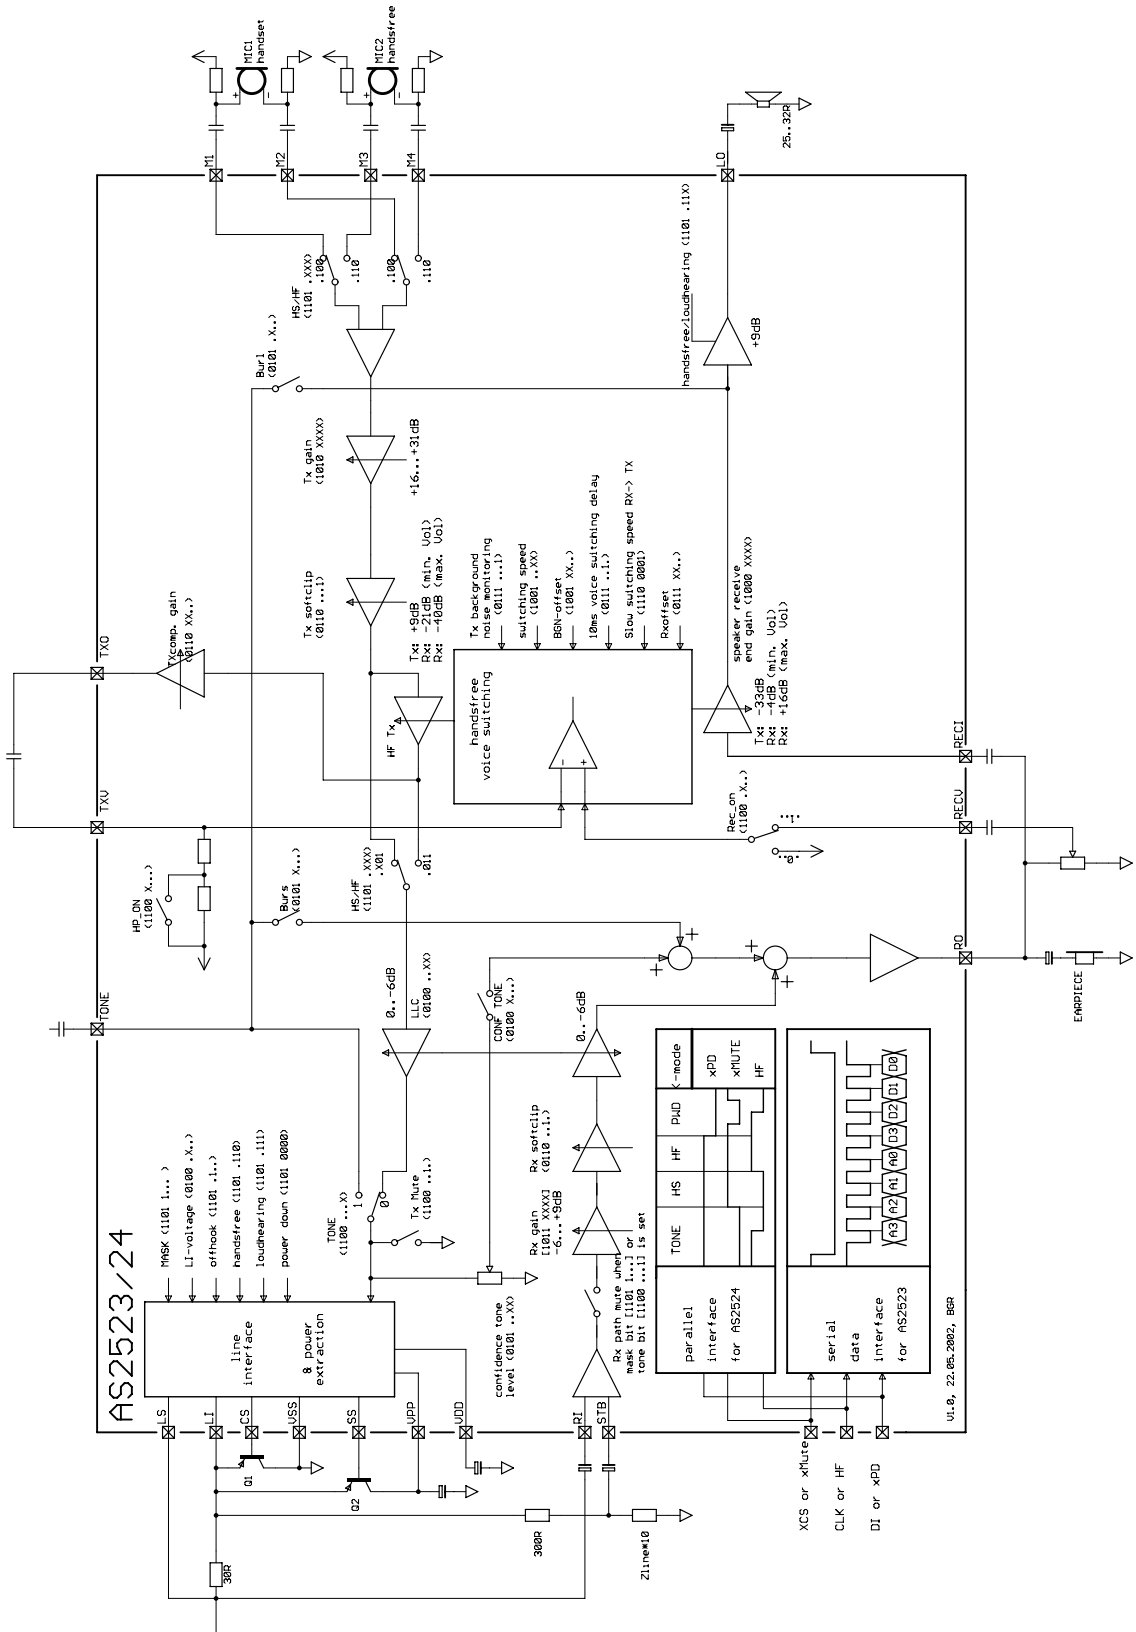 AS2523/24
MASK (1101 1...)
LI-voltage (0100 .X..)
offhook (1101 .1..)
handsfree (1101 .110)
loudhearing (1101 .111)
power down (1101 0000)
line
interface
& power
extraction
LS
LI
CS
VSS
SS
VPP
VDD
RI
STB
Q1
Q2
30R
300R
Zline*10
TONE
TXV
TXO
HP_ON
(1100 X...)
TXcomp. gain
(0110 XX..)
TONE
(1100 ...X)
1
0
Tx Mute
(1100 ..1.)
confidence tone
level (0101 ..XX)
CONF TONE
(0100 X...)
0..-6dB
LLC
(0100 ..XX)
Burs
(0101 X...)
HS/HF
(1101 .XXX)
.X01
.011
HF Tx
Tx: +9dB
Rx: -21dB (min. Vol)
Rx: -40dB (max. Vol)
Tx softclip
(0110 ...1)
Tx gain
(1010 XXXX)
+16...+31dB
Burl
(0101 .X..)
HS/HF
(1101 .XXX)
.100
.110
.100
.110
M1
M2
M3
M4
+
-
MIC1
handset
+
-
MIC2
handsfree
handsfree
voice switching
-
+
Tx background
noise monitoring
(0111 ...1)
switching speed
(1001 ..XX)
BGN-offset
(1001 XX..)
10ms voice switching delay
(0111 ..1.)
Slow switching speed RX-> TX
(1110 0001)
Rxoffset
(0111 XX..)
speaker receive
end gain (1000 XXXX)
Tx: -33dB
Rx: -4dB (min. Vol)
Rx: +16dB (max. Vol)
handsfree/loudhearing (1101 .11X)
+9dB
LO
25..32R
Rec_on
(1100 .X..)
.0..
.1..
RECI
RECV
RO
EARPIECE
+
+
+
+
0..-6dB
Rx softclip
(0110 ..1.)
Rx gain
[1011 XXXX]
-6...+9dB
Rx path mute when
mask bit [1101 1...] or
tone bit [1100 ...1] is set
parallel
interface
for AS2524
TONE
HS
HF
PWD
<-mode
xPD
xMUTE
HF
serial
data
interface
for AS2523
A3
A2
A1
A0
D3
D2
D1
D0
XCS or xMute
CLK or HF
DI or xPD
V1.0, 22.05.2002, BGR